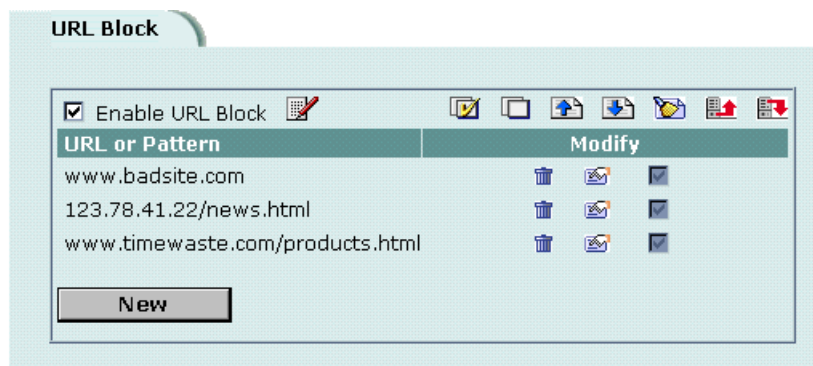 URL Block
Enable URL Block
URL or Pattern Modify
www.badsite.com
123.78.41.22/news.html
www.timewaste.com/products.html
New